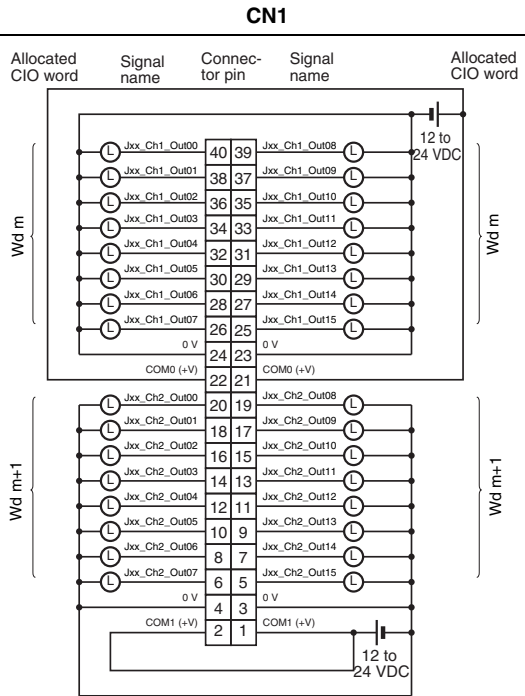 CN1
Allocated CIO word
Signal name
Connec-tor pin
Signal name
Allocated CIO word
12 to 24 VDC
Wd m
Wd m
Jxx_Ch1_Out00 40 39 Jxx_Ch1_Out08
L L
Jxx_Ch1_Out01 38 37 Jxx_Ch1_Out09
L L
Jxx_Ch1_Out02 36 35 Jxx_Ch1_Out10
L L
Jxx_Ch1_Out03 34 33 Jxx_Ch1_Out11
L L
Jxx_Ch1_Out04 32 31 Jxx_Ch1_Out12
L L
Jxx_Ch1_Out05 30 29 Jxx_Ch1_Out13
L L
Jxx_Ch1_Out06 28 27 Jxx_Ch1_Out14
L L
Jxx_Ch1_Out07 26 25 Jxx_Ch1_Out15
L L
0 V 24 23 0 V
COM0 (+V) 22 21 COM0 (+V)
Wd m+1
Wd m+1
Jxx_Ch2_Out00 20 19 Jxx_Ch2_Out08
L L
Jxx_Ch2_Out01 18 17 Jxx_Ch2_Out09
L L
Jxx_Ch2_Out02 16 15 Jxx_Ch2_Out10
L L
Jxx_Ch2_Out03 14 13 Jxx_Ch2_Out11
L L
Jxx_Ch2_Out04 12 11 Jxx_Ch2_Out12
L L
Jxx_Ch2_Out05 10 9 Jxx_Ch2_Out13
L L
Jxx_Ch2_Out06 8 7 Jxx_Ch2_Out14
L L
Jxx_Ch2_Out07 6 5 Jxx_Ch2_Out15
L L
0 V 4 3 0 V
COM1 (+V) 2 1 COM1 (+V)
12 to
24 VDC